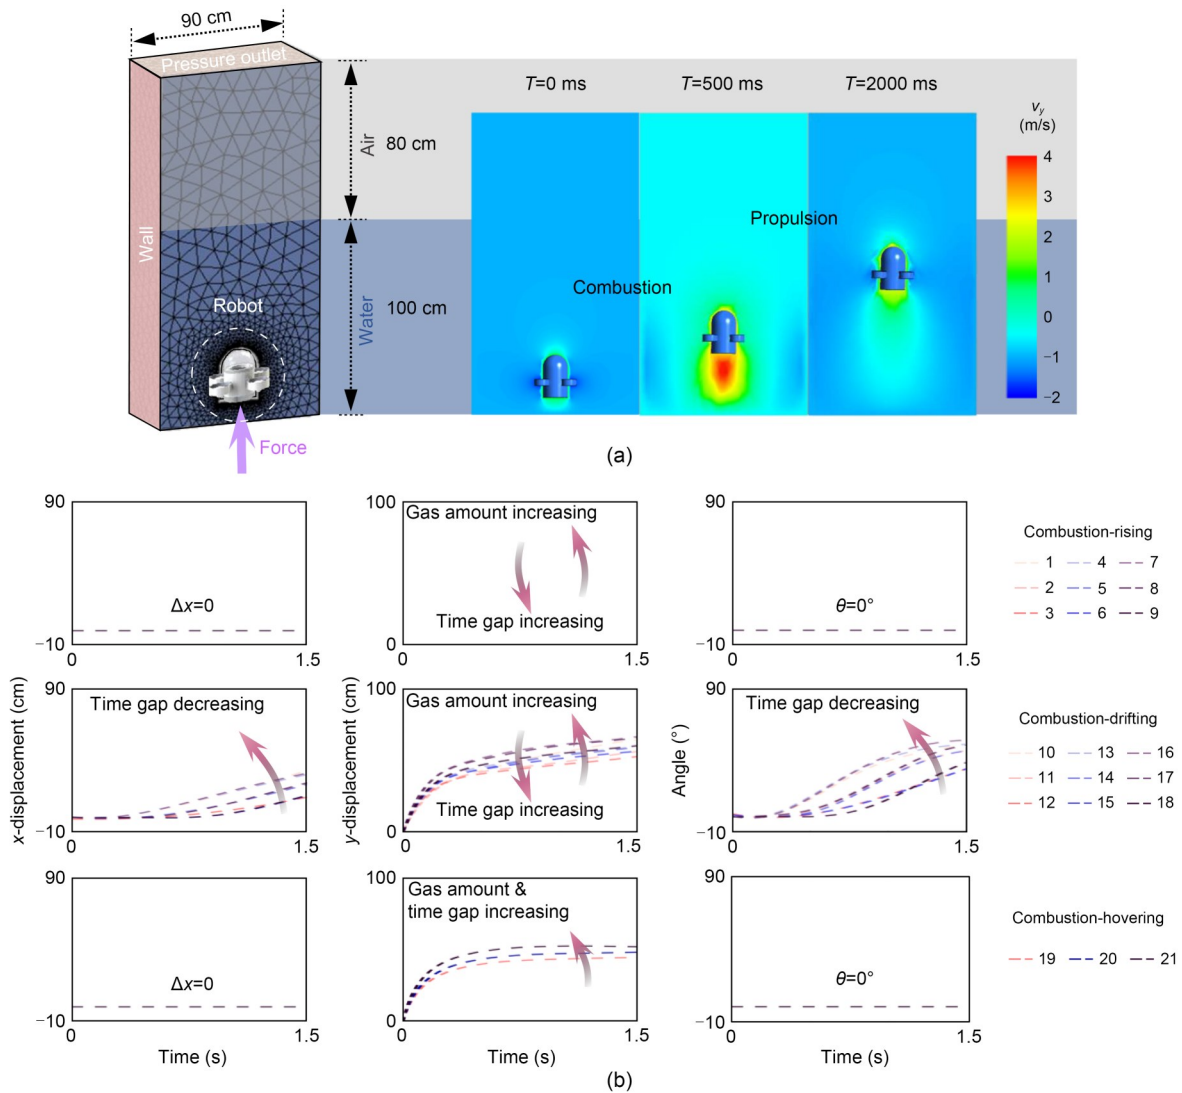 90 cm
Pressure outlet
Wall
Robot
Force
Air
80 cm
Water
100 cm
T=0 ms
T=500 ms
T=2000 ms
Combustion
Propulsion
vy
(m/s)
4
3
2
1
0
−1
−2
(a)
90
Δx=0
−10
0
1.5
100
Gas amount increasing
Time gap increasing
0
0
1.5
90
θ=0°
−10
0
1.5
Combustion-rising
1 4 7
2 5 8
3 6 9
x-displacement (cm)
90
Time gap decreasing
−10
0
1.5
y-displacement (cm)
100
Gas amount increasing
Time gap increasing
0
0
1.5
Angle (°)
90
Time gap decreasing
−10
0
1.5
Combustion-drifting
10 13 16
11 14 17
12 15 18
90
Δx=0
−10
0
1.5
Time (s)
100
Gas amount &
time gap increasing
0
0
1.5
Time (s)
90
θ=0°
−10
0
1.5
Time (s)
Combustion-hovering
19 20 21
(b)